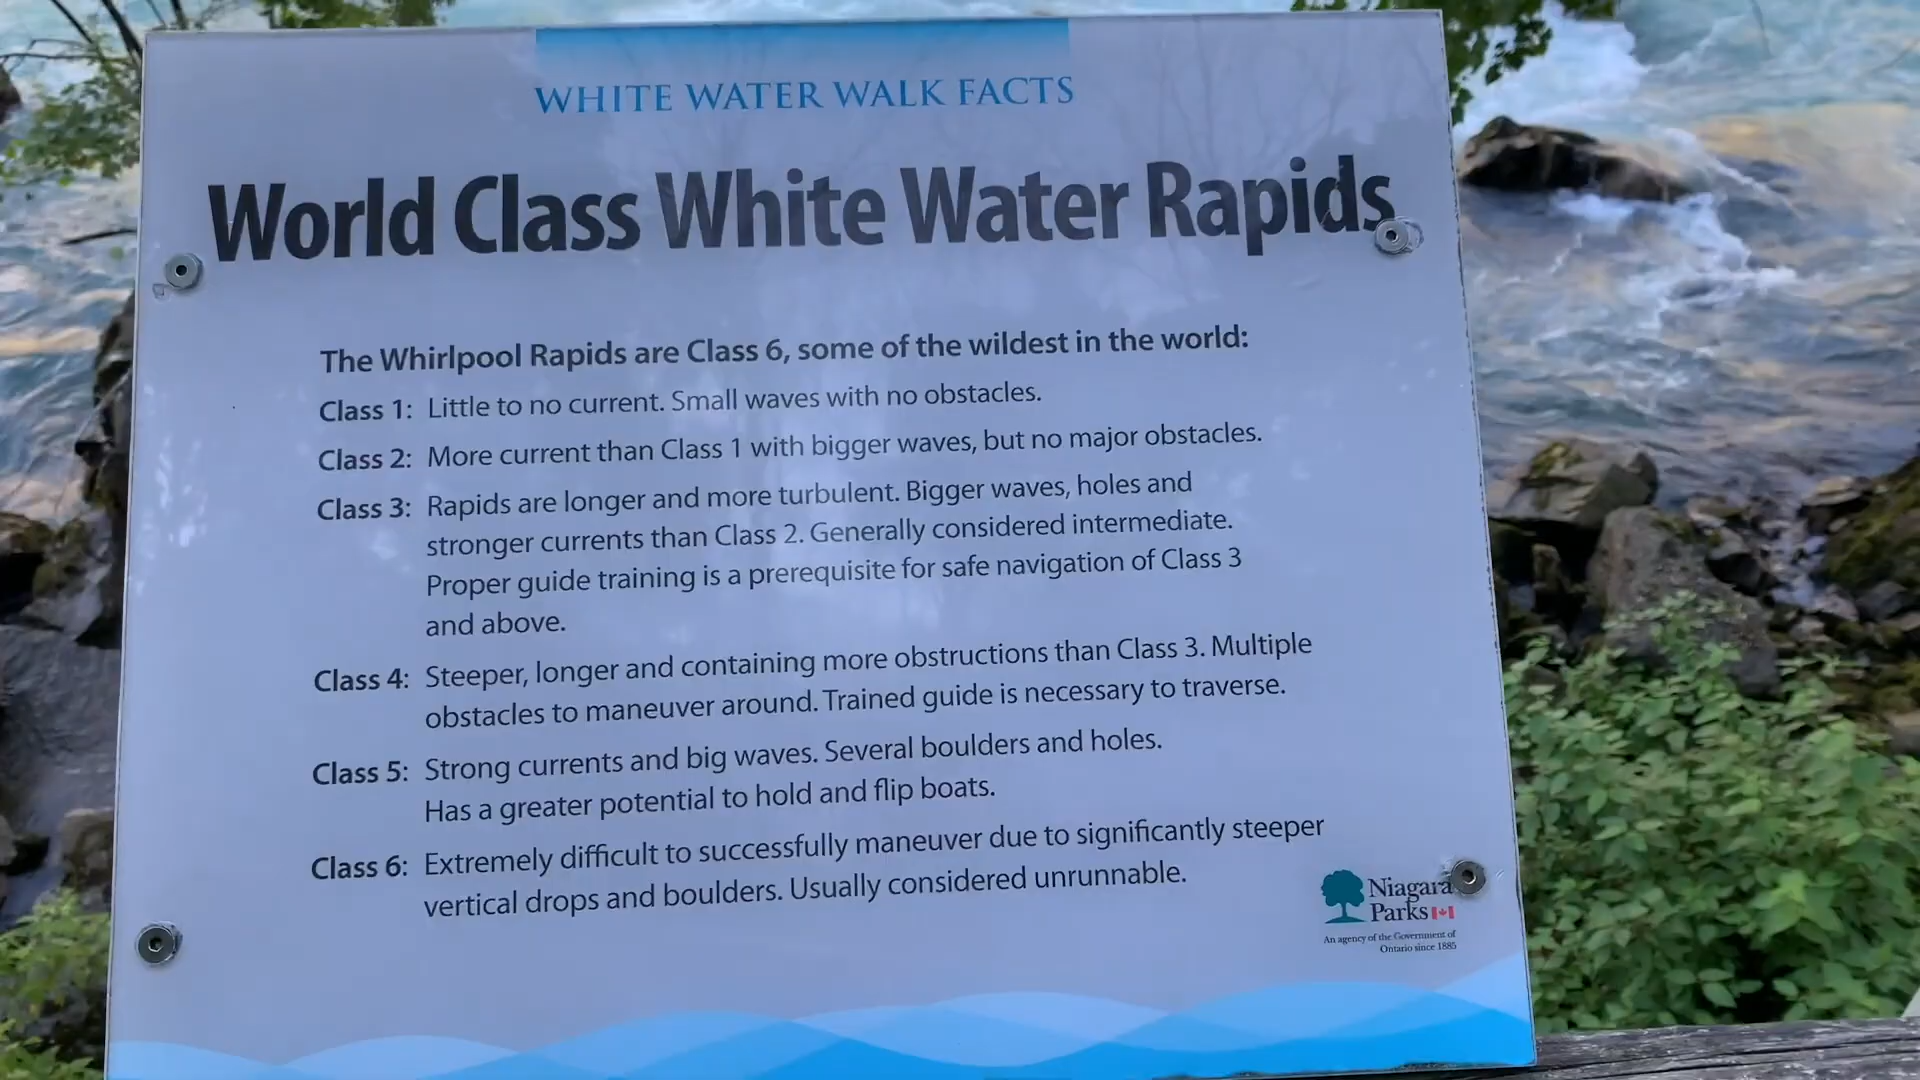 WHITE WATER WALK FACTS
World Class White Water Rapids
The Whirlpool Rapids are Class 6, some of the wildest in the world:
Class 1: Little to no current. Small waves with no obstacles.
Class 2: More current than Class 1 with bigger waves, but no major obstacles.
Class 3: Rapids are longer and more turbulent. Bigger waves, holes and
stronger currents than Class 2. Generally considered intermediate.
Proper guide training is a prerequisite for safe navigation of Class 3
and above.
Class 4: Steeper, longer and containing more obstructions than Class 3. Multiple
obstacles to maneuver around. Trained guide is necessary to traverse.
Class 5: Strong currents and big waves. Several boulders and holes.
Has a greater potential to hold and flip boats.
Class 6: Extremely difficult to successfully maneuver due to significantly steeper
vertical drops and boulders. Usually considered unrunnable.
Niagara
Parks
An agency of the Government of
Ontario since 1885